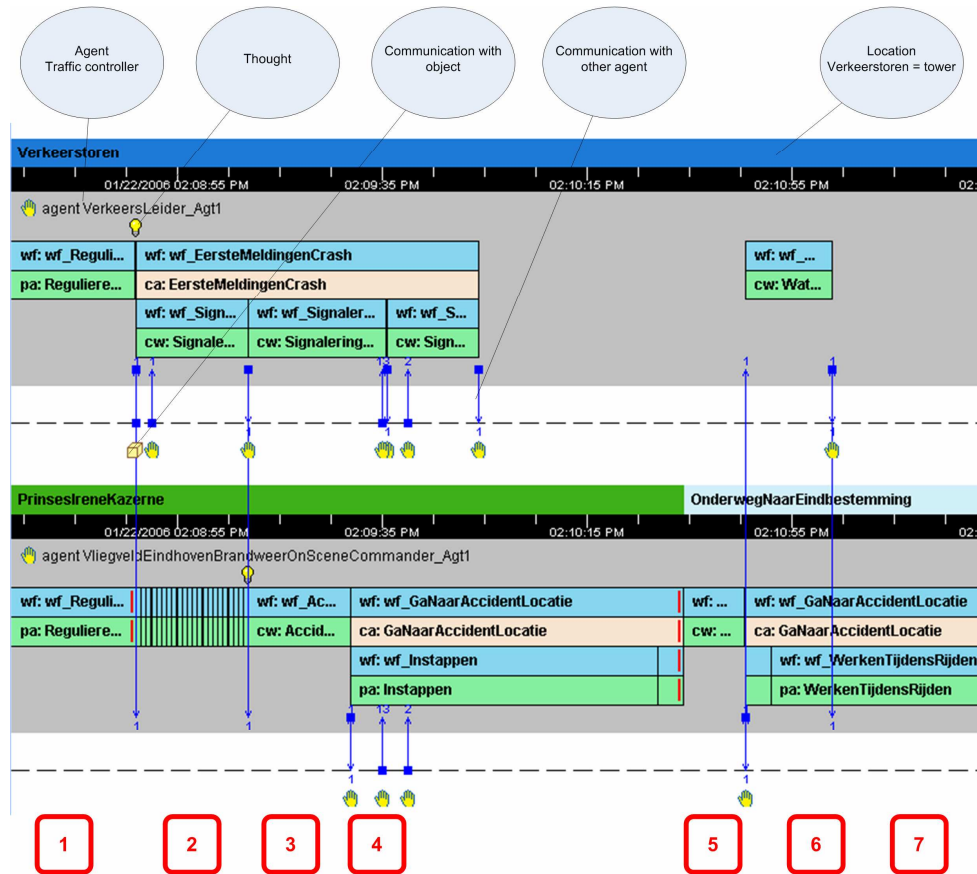 Agent
Traffic controller
Thought
Communication with
object
Communication with
other agent
Location
Verkeerstoren = tower
Verkeerstoren
01/22/2006 02:08:55 PM 02:09:35 PM 02:10:15 PM 02:10:55 PM 02:
agent VerkeersLeider_Agt1
wf: wf_Reguli... wf: wf_EersteMeldingenCrash wf: wf_...
pa: Reguliere... ca: EersteMeldingenCrash cw: Wat...
wf: wf_Sign... wf: wf_Signaler... wf: wf_S...
cw: Signale... cw: Signalering... cw: Sign...
1 1 13 2 1 1
1 1 1 1
PrinsesIreneKazerne OnderwegNaarEindbestemming
01/22/2006 02:08:55 PM 02:09:35 PM 02:10:15 PM 02:10:55 PM 02:
agent VliegveldEindhovenBrandweerOnSceneCommander_Agt1
wf: wf_Reguli... wf: wf_Ac... wf: wf_GaNaarAccidentLocatie wf: ... wf: wf_GaNaarAccidentLocatie
pa: Reguliere... cw: Accid... ca: GaNaarAccidentLocatie cw: ... ca: GaNaarAccidentLocatie
wf: wf_Instappen wf: wf_WerkenTijdensRijden
pa: Instappen pa: WerkenTijdensRijden
1 1 1 13 2 1 1
1 1
1 2 3 4 5 6 7